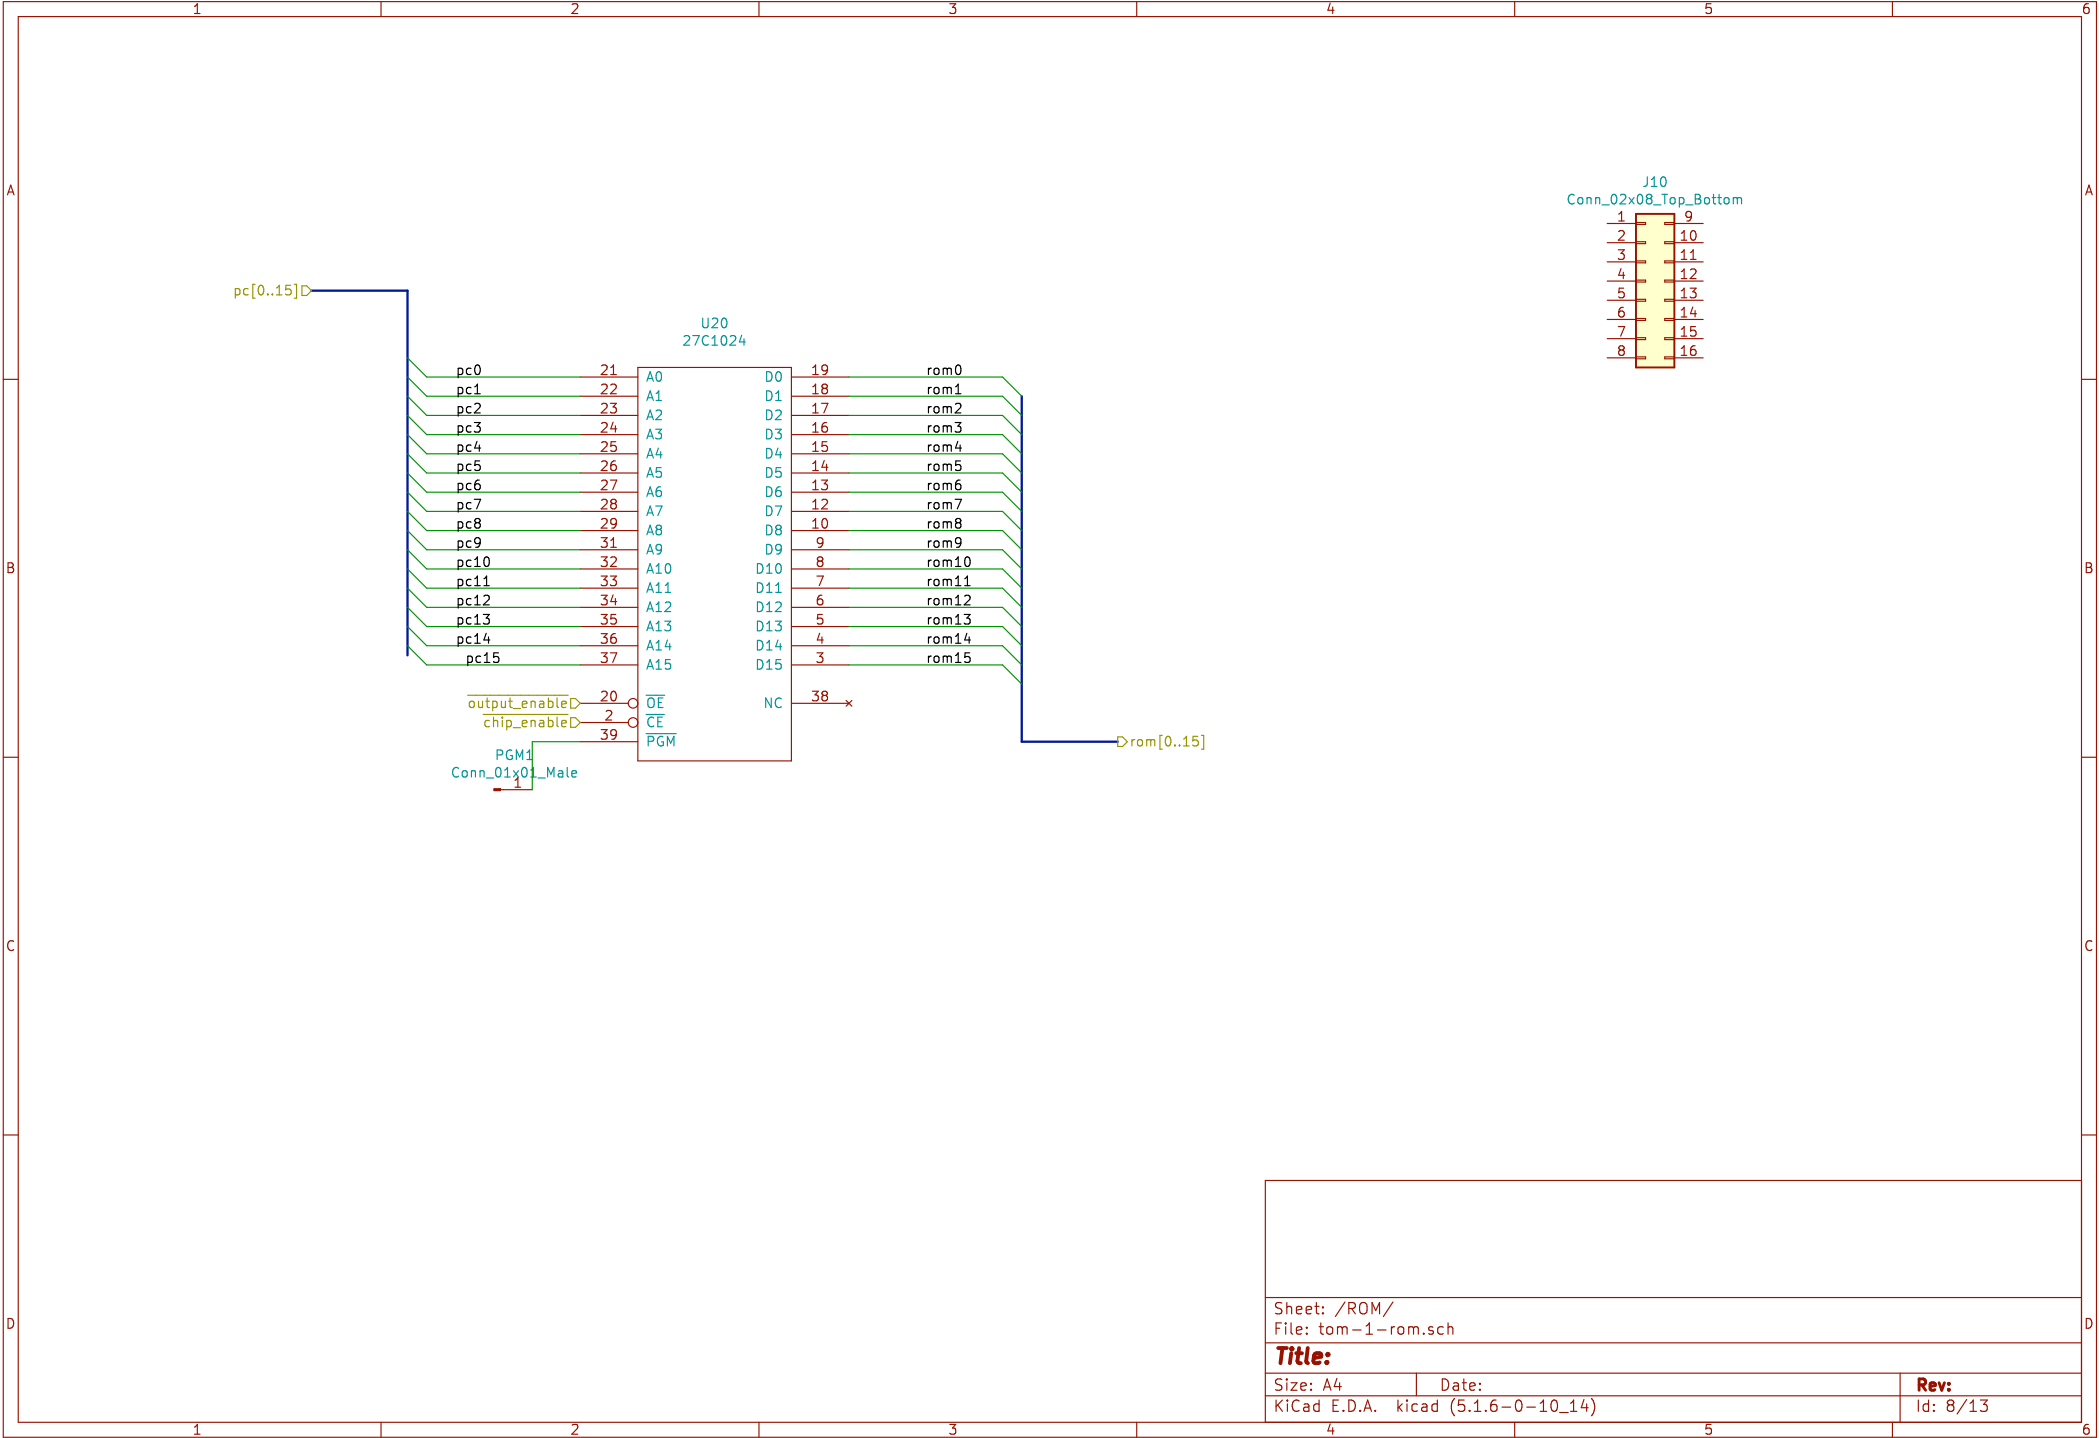 1 2 3 4 5 6
A A
J10
Conn_02x08_Top_Bottom
1 9
2 10
3 11
4 12
5 13
6 14
7 15
8 16
pc[0..15]
U20
27C1024
pc0 21 A0 D0 19 rom0
pc1 22 A1 D1 18 rom1
pc2 23 A2 D2 17 rom2
pc3 24 A3 D3 16 rom3
pc4 25 A4 D4 15 rom4
pc5 26 A5 D5 14 rom5
pc6 27 A6 D6 13 rom6
pc7 28 A7 D7 12 rom7
pc8 29 A8 D8 10 rom8
pc9 31 A9 D9 9 rom9
B B
pc10 32 A10 D10 8 rom10
pc11 33 A11 D11 7 rom11
pc12 34 A12 D12 6 rom12
pc13 35 A13 D13 5 rom13
pc14 36 A14 D14 4 rom14
pc15 37 A15 D15 3 rom15
output_enable 20 OE NC 38
chip_enable 2 CE
39 PGM
rom[0..15]
PGM1
Conn_01x01_Male
1
C C
Sheet: /ROM/
File: tom-1-rom.sch
D D
Title:
Size: A4 Date: Rev:
KiCad E.D.A. kicad (5.1.6-0-10_14) Id: 8/13
1 2 3 4 5 6